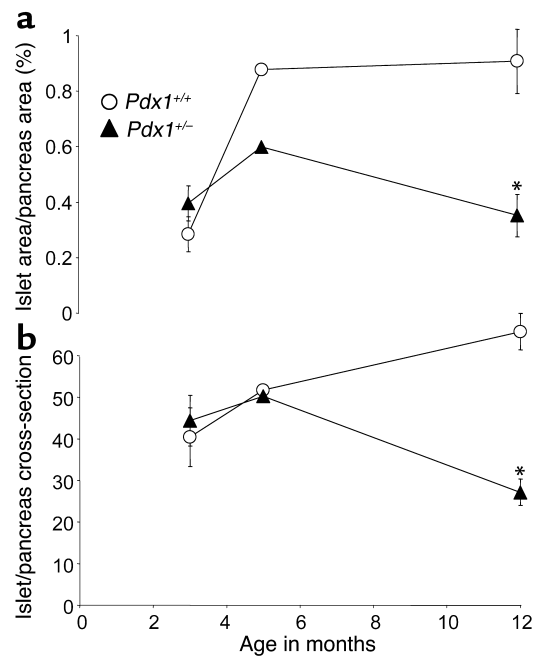 a
Islet area/pancreas area (%)
1
0.8
0.6
0.4
0.2
0
Pdx1+/+
Pdx1+/–
*
b
Islet/pancreas cross-section
60
50
40
30
20
10
0
*
0 2 4 6 8 10 12
Age in months